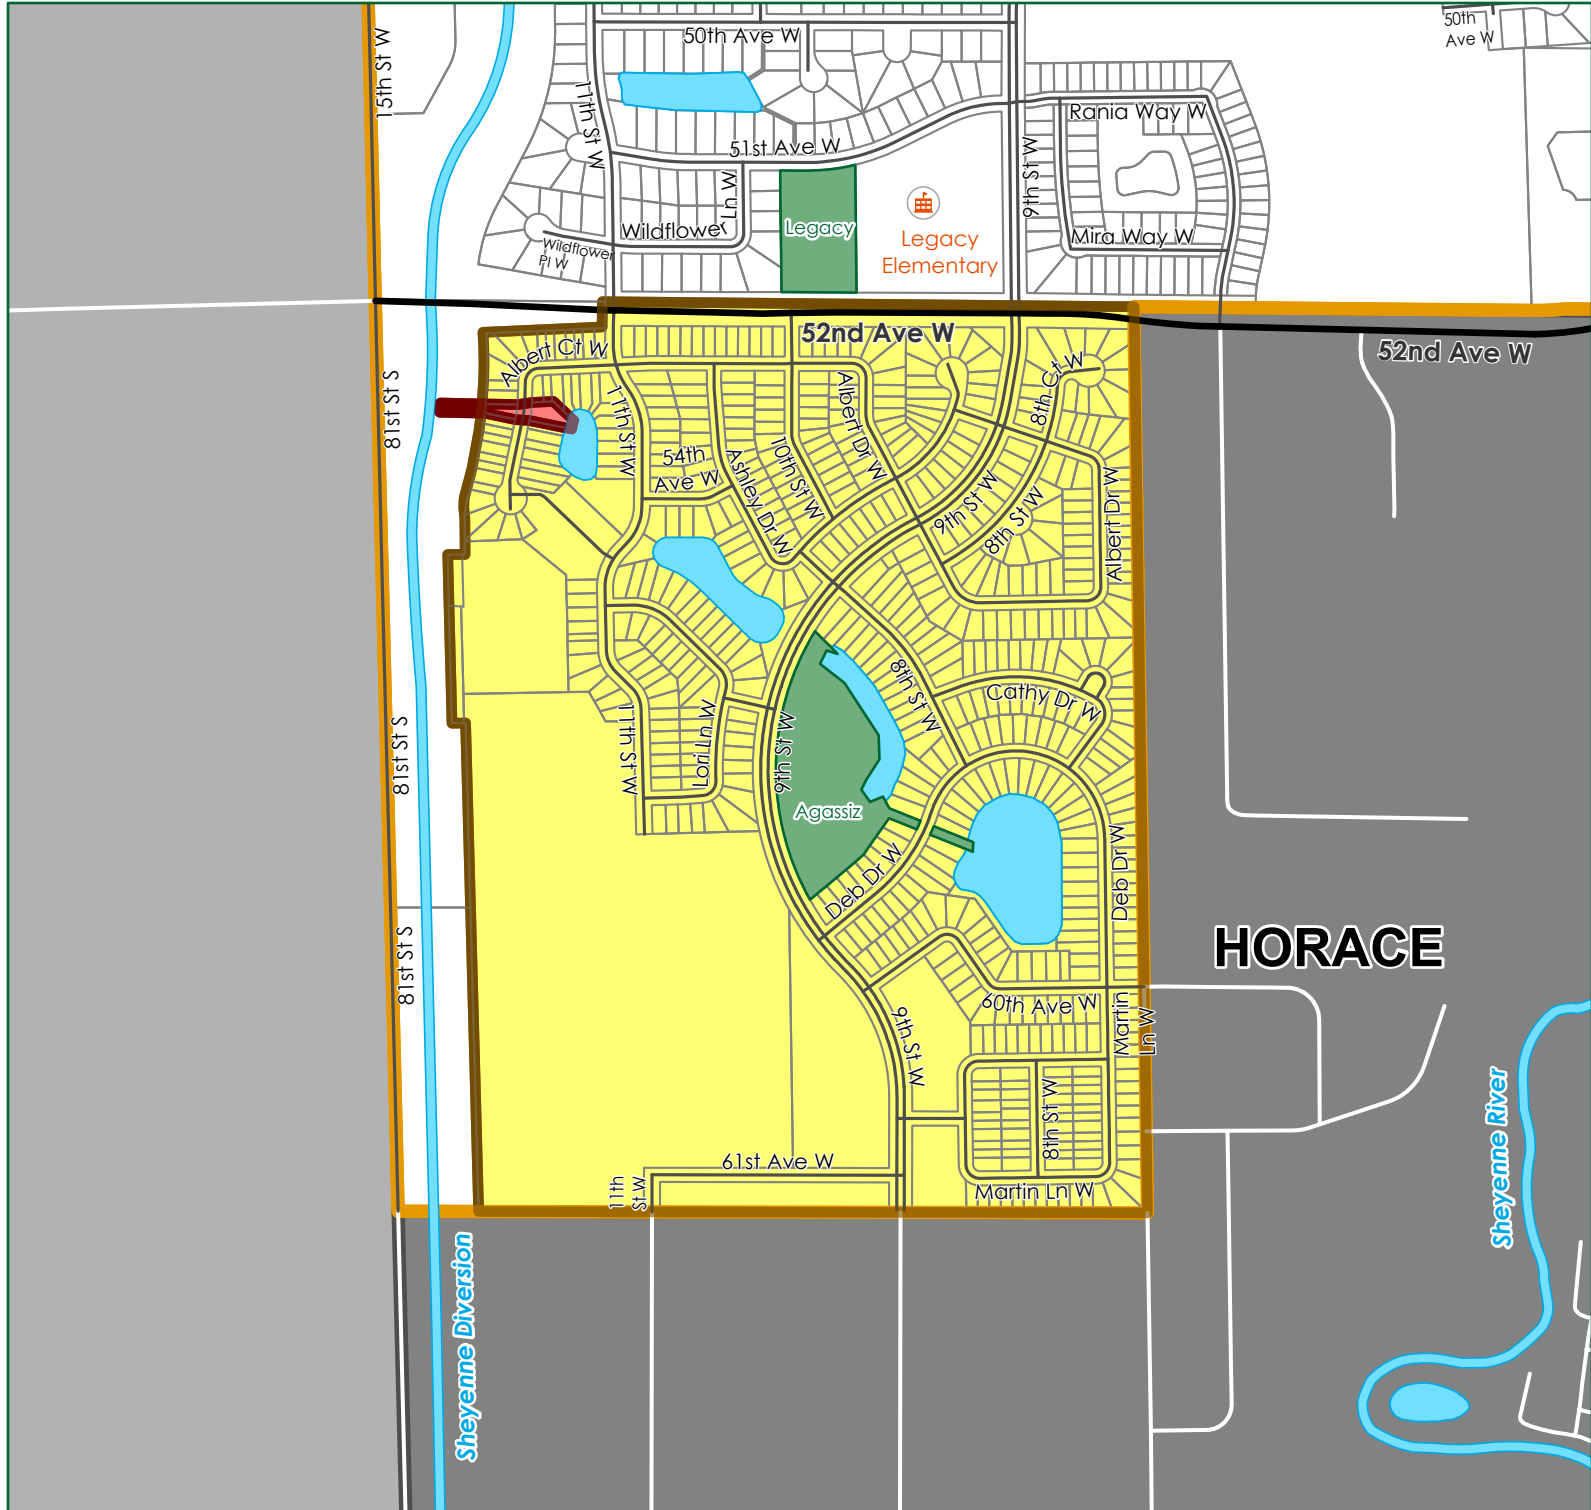 50th
Ave W
15th St W
50th Ave W
11th St W
Rania Way W
51st Ave W
9th St W
Ln W
Legacy
Legacy
Elementary
Wildflower
Mira Way W
Wildflower
Pl W
52nd Ave W
52nd Ave W
Albert Ct W
8th Ct W
81st St S
11th St W
Albert Dr W
54th
Ave W
Ashley Dr W
10th St W
9th St W
8th St W
Albert Dr W
8th St W
Cathy Dr W
81st St S
11th St W
Lori Ln W
9th St W
Agassiz
Deb Dr W
Deb Dr W
HORACE
81st St S
60th Ave W
9th St W
Martin
Ln W
8th St W
Sheyenne River
61st Ave W
11th
St W
Martin Ln W
Sheyenne Diversion